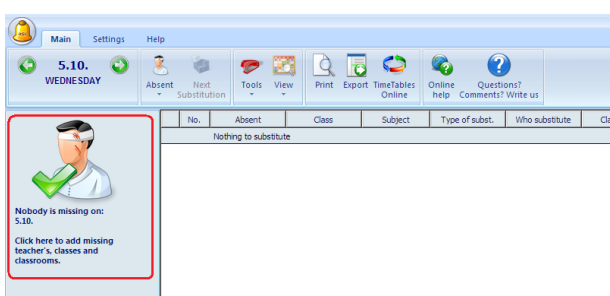 Main Settings Help
5.10.
WEDNESDAY
Absent Next Substitution Tools View Print Export TimeTables Online Online help Questions? Comments? Write us
No. Absent Class Subject Type of subst. Who substitute Cla
Nothing to substitute
Nobody is missing on:
5.10.
Click here to add missing
teacher's, classes and
classrooms.